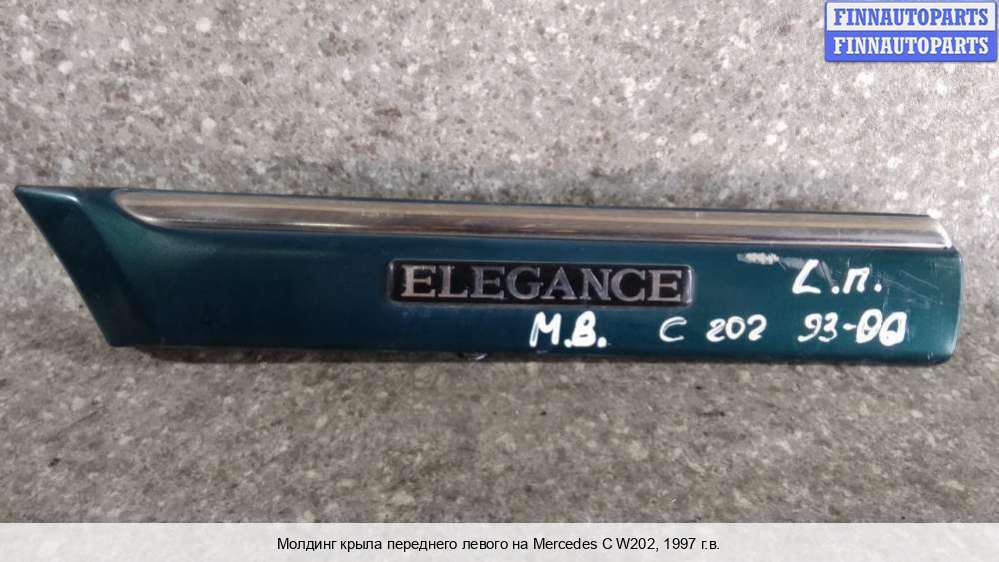 FINNAUTOPARTS
FINNAUTOPARTS
ELEGANCE
L.п.
M.B. C 202 93-00
Молдинг крыла переднего левого на Mercedes C W202, 1997 г.в.